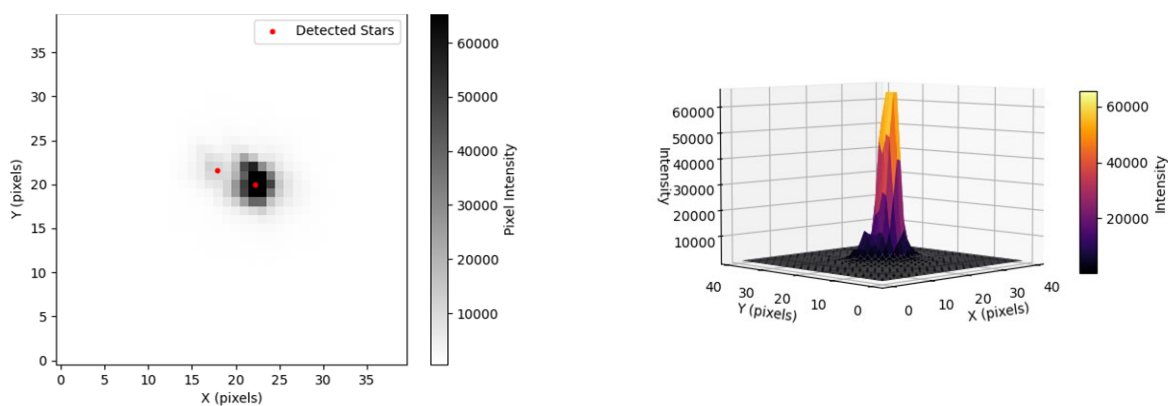 Detected Stars
35
30
25
20
15
10
5
0
Y (pixels)
0 5 10 15 20 25 30 35
X (pixels)
60000
50000
40000
30000
20000
10000
Pixel Intensity
60000
50000
40000
30000
20000
10000
Intensity
40 30 20 10 0
Y (pixels)
0 10 20 30 40
X (pixels)
60000
40000
20000
Intensity